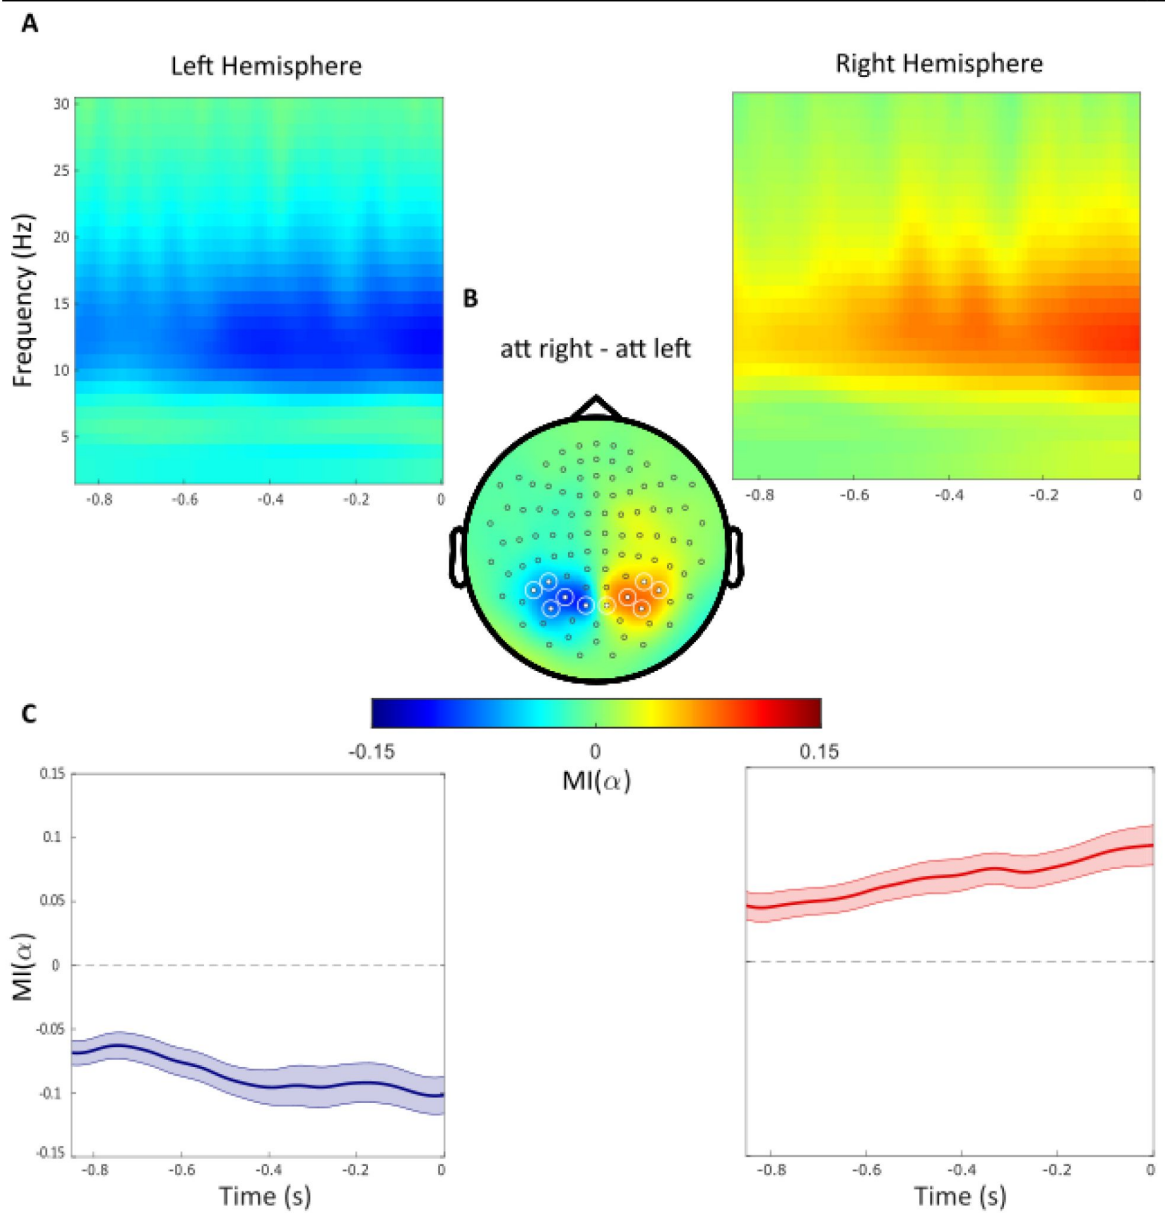 A
Left Hemisphere
Right Hemisphere
Frequency (Hz)
30
25
20
15
10
5
-0.8 -0.6 -0.4 -0.2 0
-0.8 -0.6 -0.4 -0.2 0
B
att right - att left
-0.15 0 0.15
MI(α)
C
MI(α)
0.15
0.1
0.05
0
-0.05
-0.1
-0.15
-0.8 -0.6 -0.4 -0.2 0
Time (s)
-0.8 -0.6 -0.4 -0.2 0
Time (s)